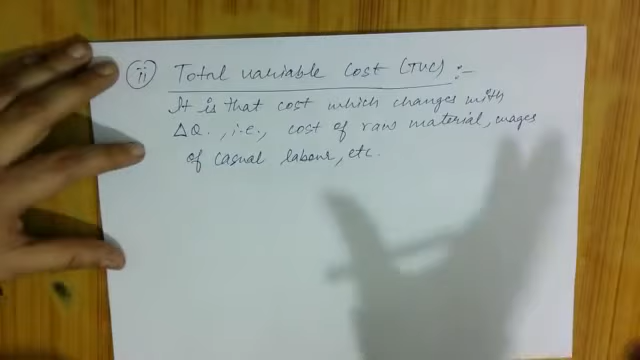 (ii) Total variable cost (TVC) :-
It is that cost which changes with
ΔQ., i.e., cost of raw material, wages
of casual labour, etc.